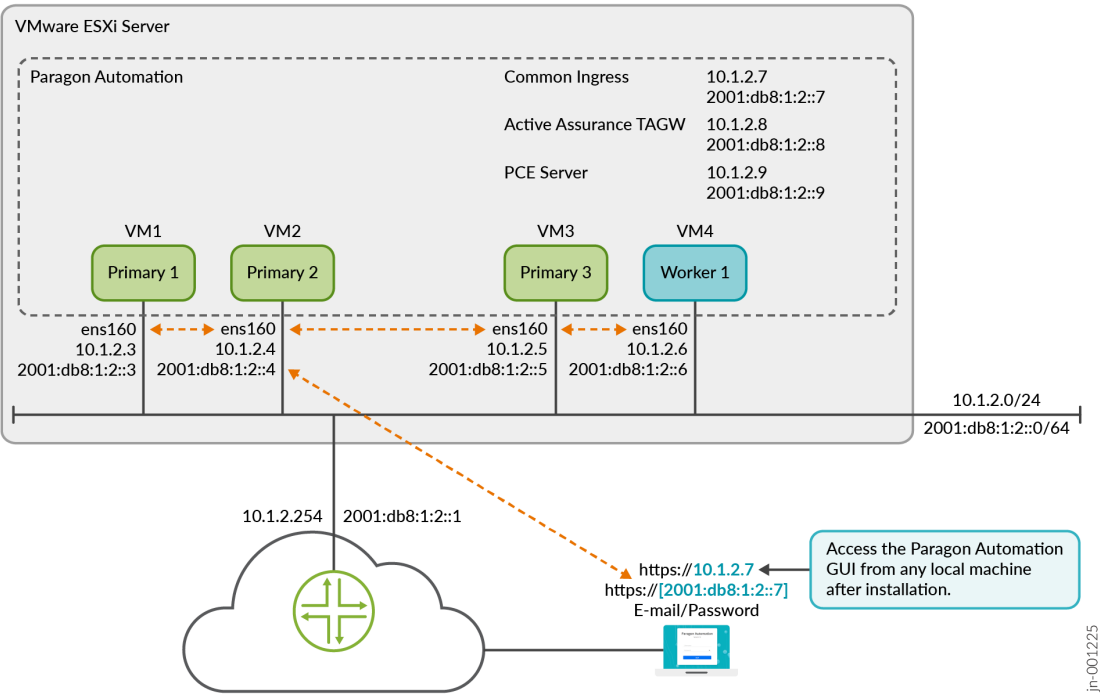 VMware ESXi Server
Paragon Automation
Common Ingress 10.1.2.7
2001:db8:1:2::7
Active Assurance TAGW 10.1.2.8
2001:db8:1:2::8
PCE Server 10.1.2.9
2001:db8:1:2::9
VM1 VM2 VM3 VM4
Primary 1 Primary 2 Primary 3 Worker 1
ens160 ens160 ens160 ens160
10.1.2.3 10.1.2.4 10.1.2.5 10.1.2.6
2001:db8:1:2::3 2001:db8:1:2::4 2001:db8:1:2::5 2001:db8:1:2::6
10.1.2.0/24
2001:db8:1:2::0/64
10.1.2.254 2001:db8:1:2::1
https://10.1.2.7
https://[2001:db8:1:2::7]
E-mail/Password
Access the Paragon Automation
GUI from any local machine
after installation.
Paragon Automation
jn-001225